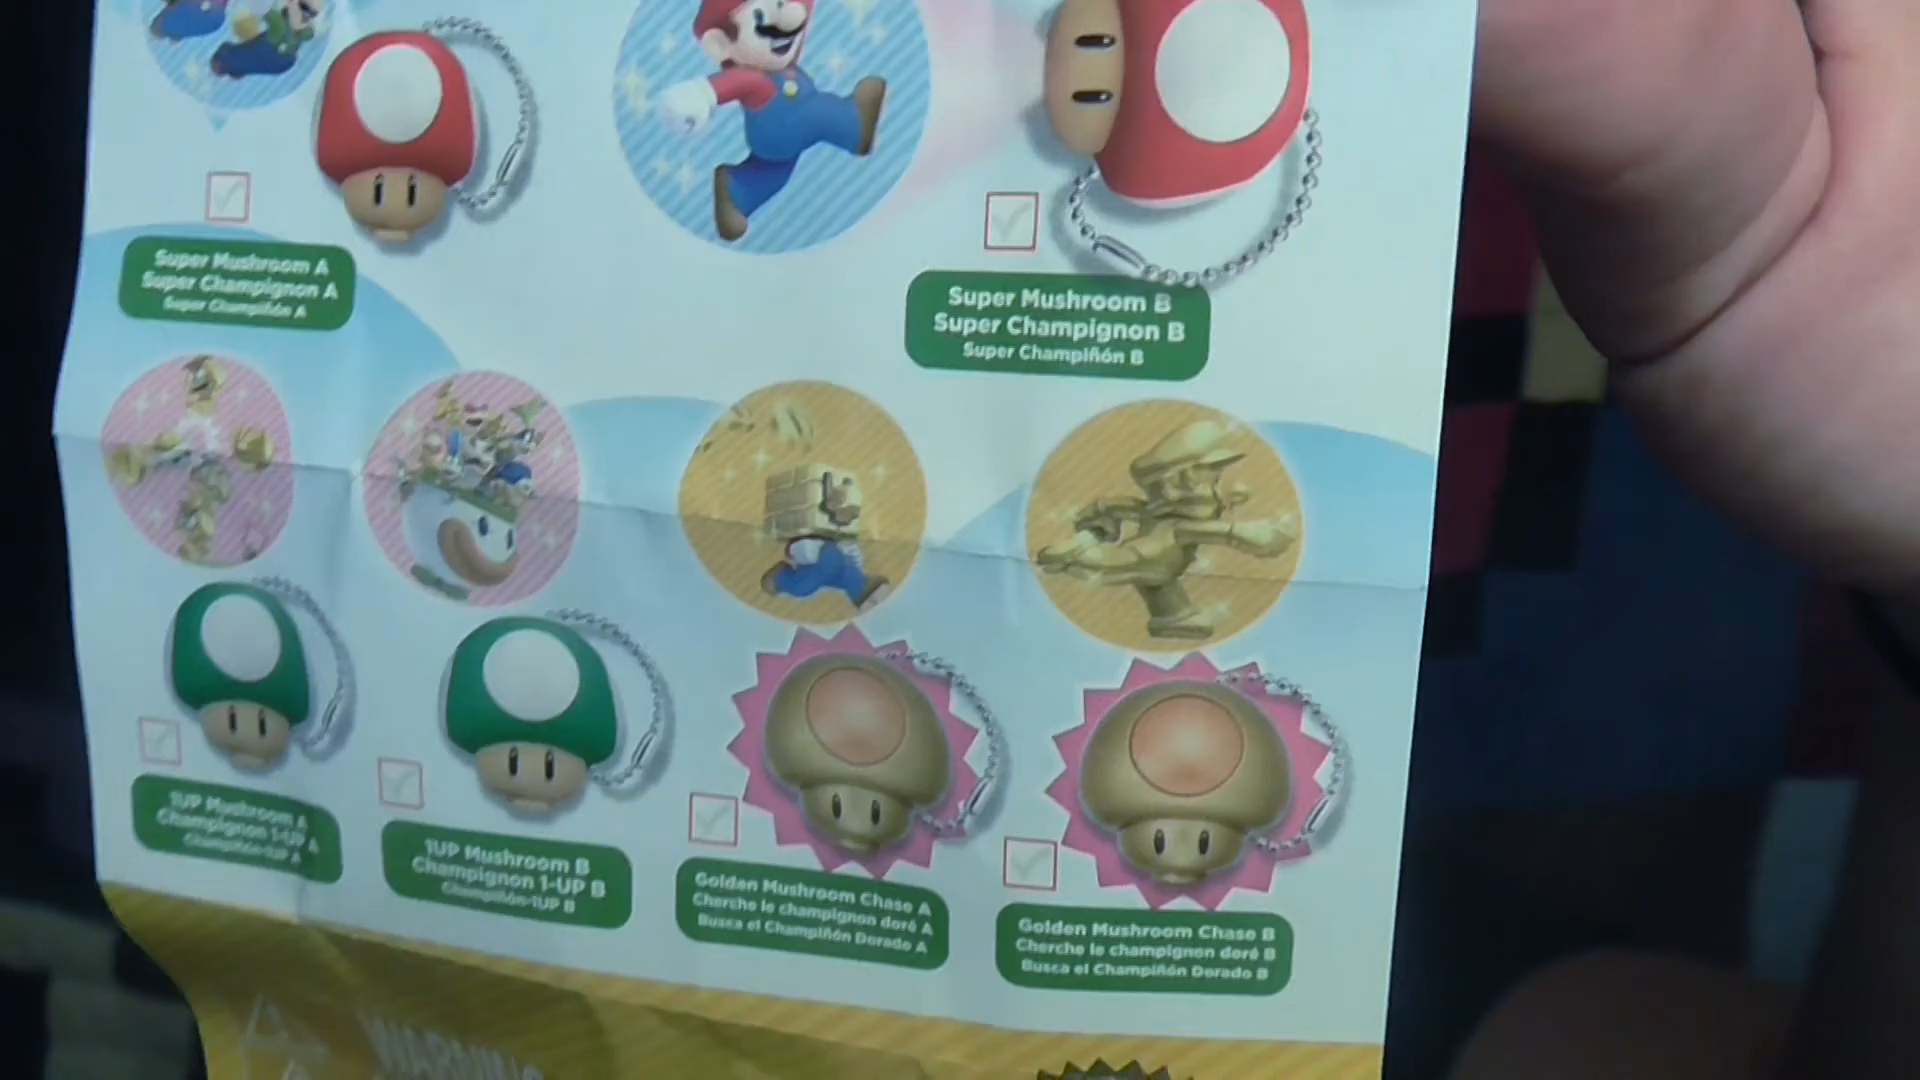 Super Mushroom A
Super Champignon A
Super Champiñón A
Super Mushroom B
Super Champignon B
Super Champiñón B
1UP Mushroom A
Champignon 1-UP A
Champiñón-1UP A
1UP Mushroom B
Champignon 1-UP B
Champiñón-1UP B
Golden Mushroom Chase A
Cherche le champignon doré A
Busca el Champiñón Dorado A
Golden Mushroom Chase B
Cherche le champignon doré B
Busca el Champiñón Dorado B
WARNING